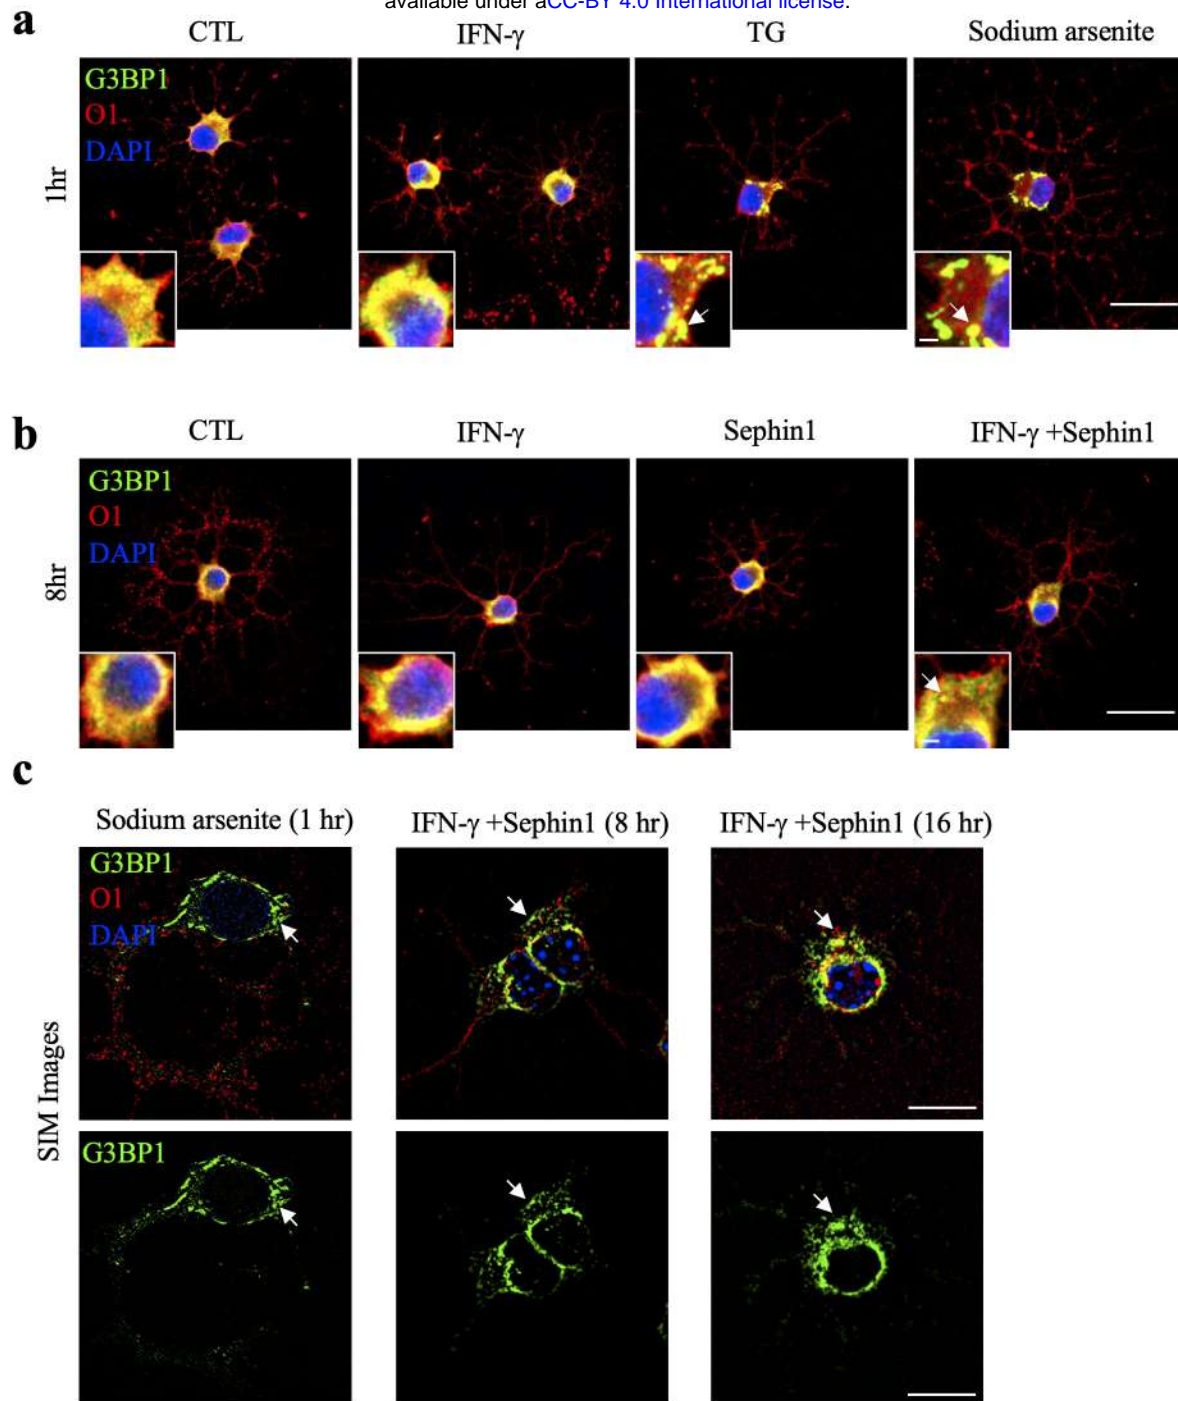 available under aCC-BY 4.0 International license.
a
CTL
IFN-γ
TG
Sodium arsenite
1hr
G3BP1
O1
DAPI
b
CTL
IFN-γ
Sephin1
IFN-γ +Sephin1
8hr
G3BP1
O1
DAPI
c
Sodium arsenite (1 hr)
IFN-γ +Sephin1 (8 hr)
IFN-γ +Sephin1 (16 hr)
SIM Images
G3BP1
O1
DAPI
G3BP1